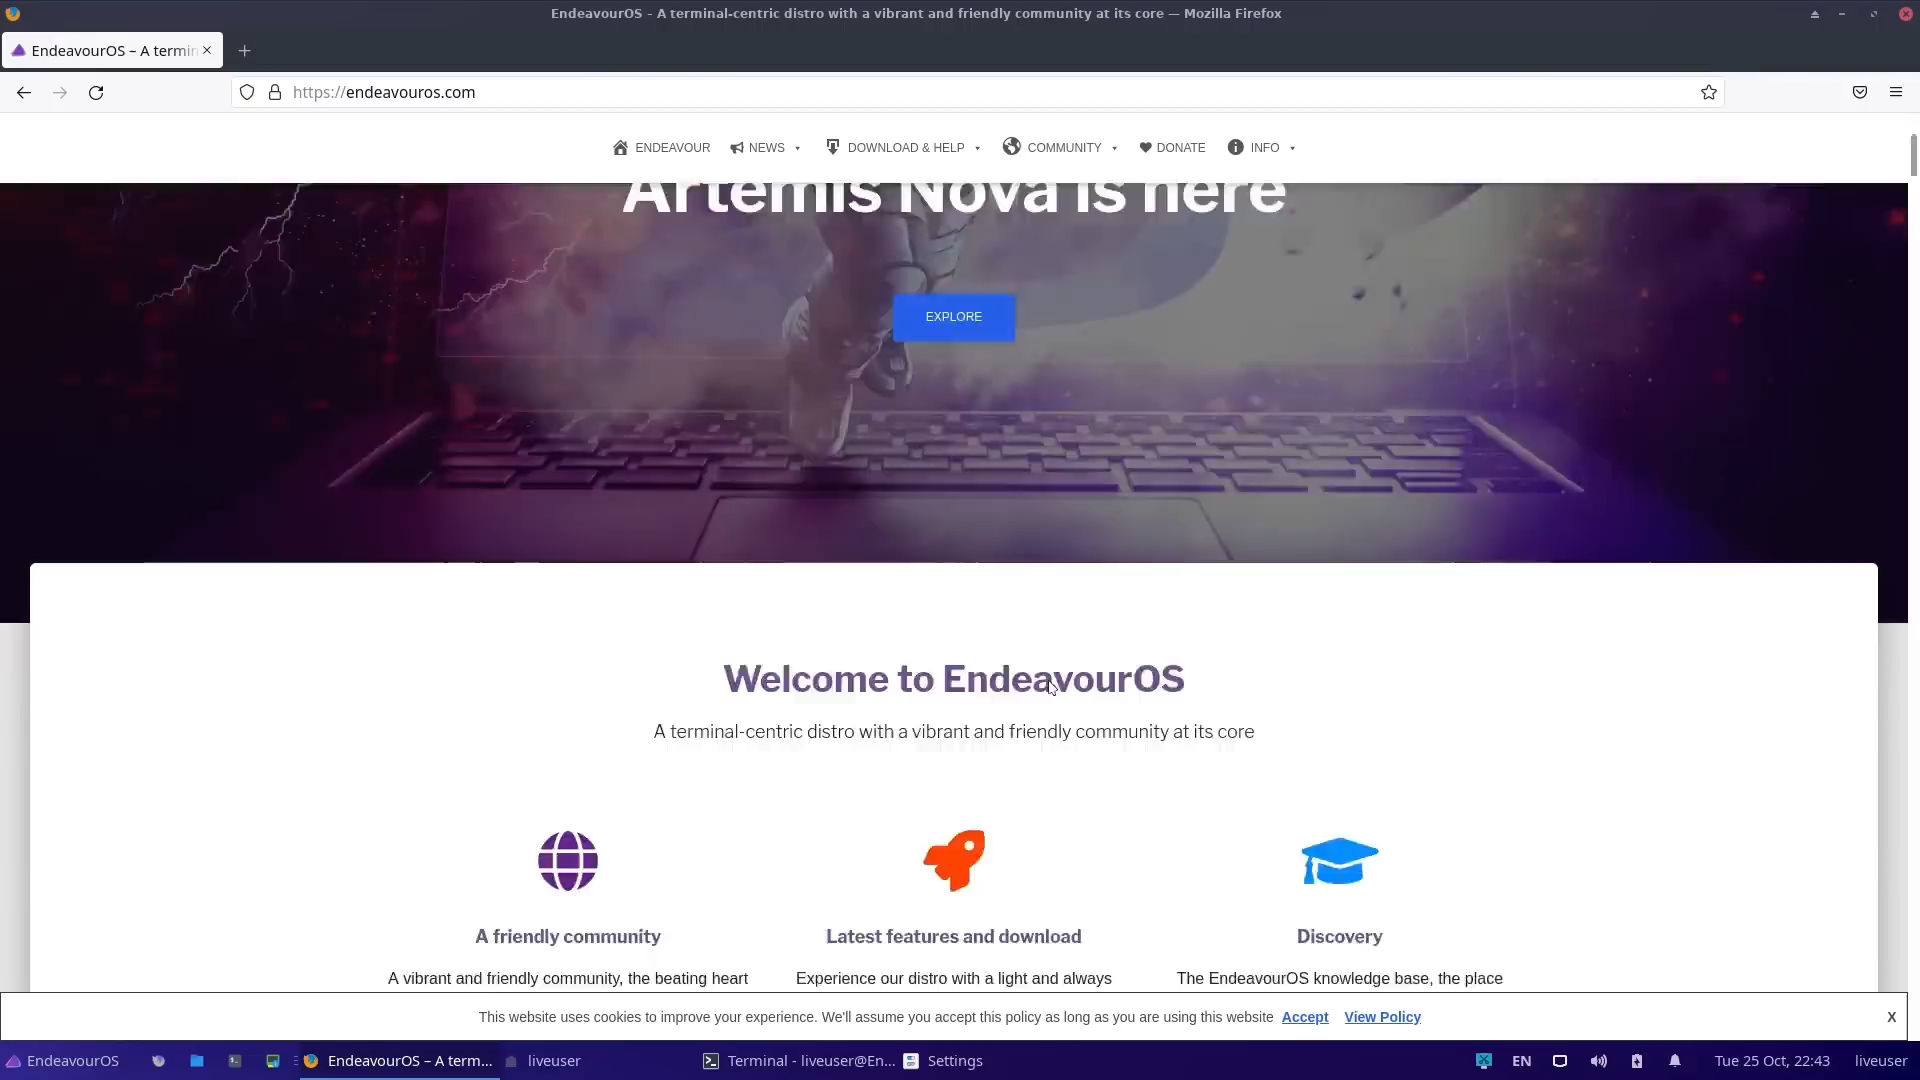 EndeavourOS – A terminal-centric distro with a vibrant and friendly community at its core — Mozilla Firefox
EndeavourOS – A termin
https://endeavouros.com
ENDEAVOUR NEWS DOWNLOAD & HELP COMMUNITY DONATE INFO
Artemis Nova is here
EXPLORE
Welcome to EndeavourOS
A terminal-centric distro with a vibrant and friendly community at its core
A friendly community Latest features and download Discovery
A vibrant and friendly community, the beating heart Experience our distro with a light and always The EndeavourOS knowledge base, the place
This website uses cookies to improve your experience. We'll assume you accept this policy as long as you are using this website Accept View Policy X
EndeavourOS EndeavourOS – A term... liveuser Terminal - liveuser@En... Settings EN Tue 25 Oct, 22:43 liveuser